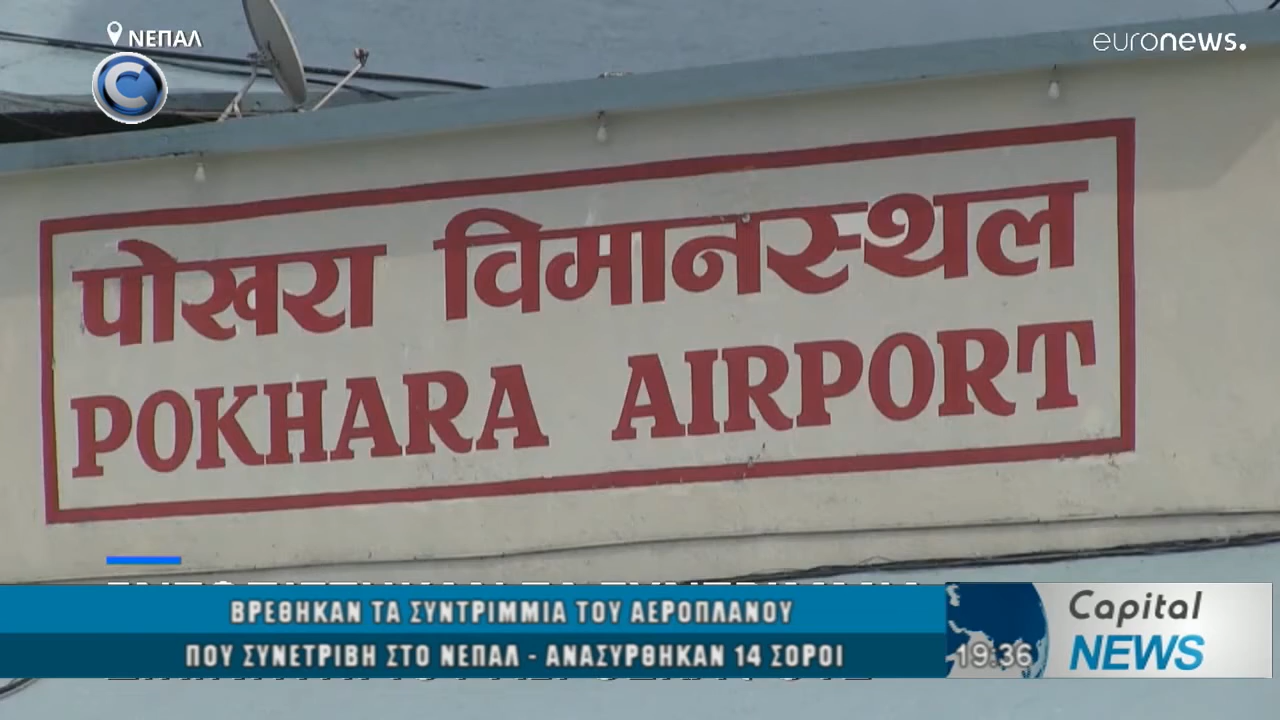 ΝΕΠΑΛ
euronews.
पोखरा विमानस्थल
POKHARA AIRPORT
ΒΡΕΘΗΚΑΝ ΤΑ ΣΥΝΤΡΙΜΜΙΑ ΤΟΥ ΑΕΡΟΠΛΑΝΟΥ
ΠΟΥ ΣΥΝΕΤΡΙΒΗ ΣΤΟ ΝΕΠΑΛ - ΑΝΑΣΥΡΘΗΚΑΝ 14 ΣΟΡΟΙ
Capital
NEWS
19:36